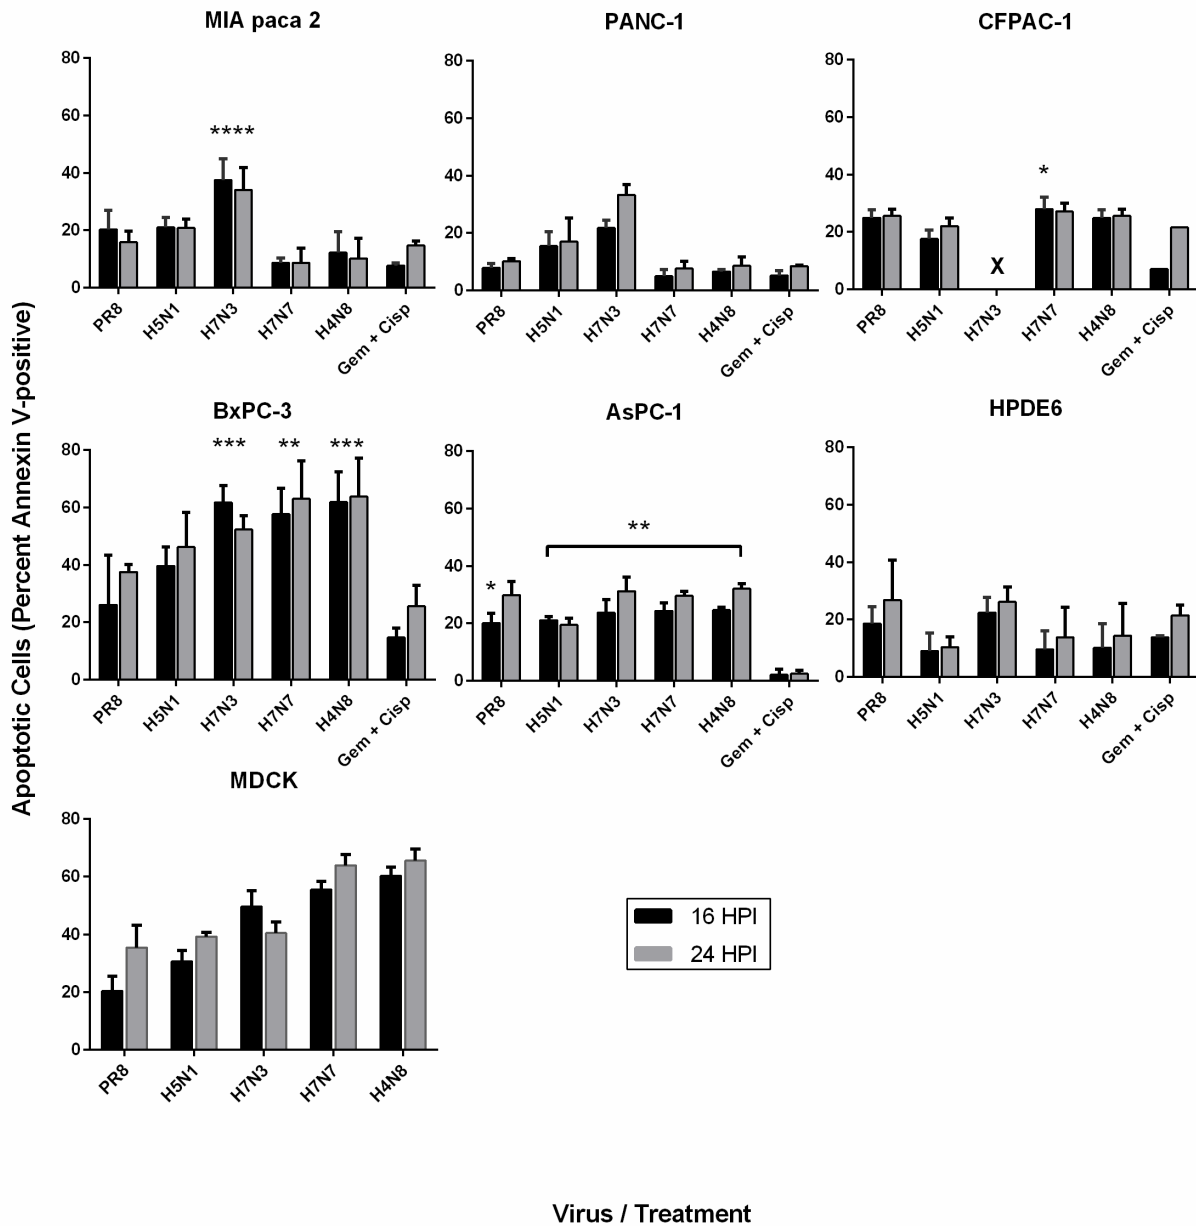 MIA paca 2
PANC-1
CFPAC-1
80
60
40
20
0
****
PR8
H5N1
H7N3
H7N7
H4N8
Gem + Cisp
80
60
40
20
0
PR8
H5N1
H7N3
H7N7
H4N8
Gem + Cisp
80
60
40
20
0
X
*
PR8
H5N1
H7N3
H7N7
H4N8
Gem + Cisp
Apoptotic Cells (Percent Annexin V-positive)
BxPC-3
AsPC-1
HPDE6
80
60
40
20
0
***
**
***
PR8
H5N1
H7N3
H7N7
H4N8
Gem + Cisp
80
60
40
20
0
*
**
PR8
H5N1
H7N3
H7N7
H4N8
Gem + Cisp
80
60
40
20
0
PR8
H5N1
H7N3
H7N7
H4N8
Gem + Cisp
MDCK
80
60
40
20
0
PR8
H5N1
H7N3
H7N7
H4N8
16 HPI
24 HPI
Virus / Treatment